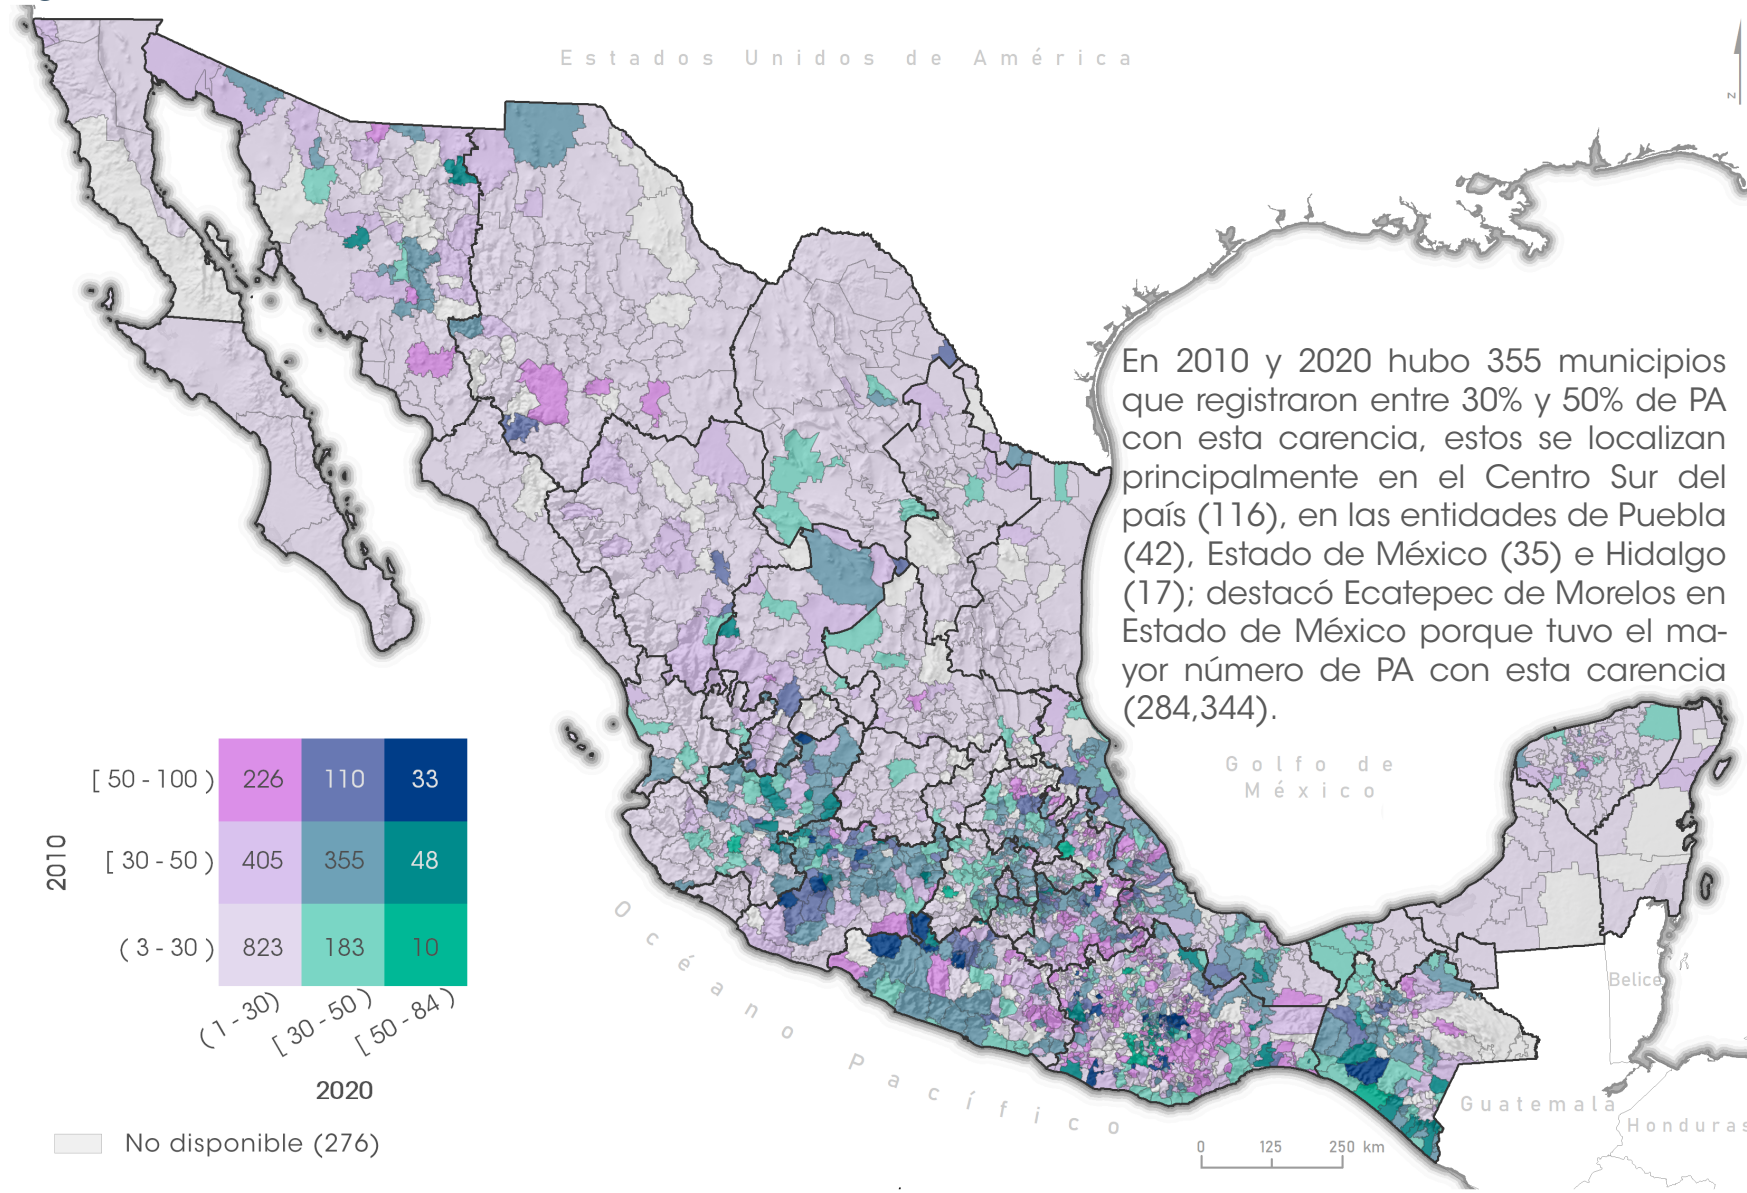 Estados Unidos de América
N
En 2010 y 2020 hubo 355 municipios
que registraron entre 30% y 50% de PA
con esta carencia, estos se localizan
principalmente en el Centro Sur del
país (116), en las entidades de Puebla
(42), Estado de México (35) e Hidalgo
(17); destacó Ecatepec de Morelos en
Estado de México porque tuvo el ma-
yor número de PA con esta carencia
(284,344).
Golfo de
México
Océano Pacífico
Belice
Guatemala
Honduras
2010
[ 50 - 100 ) 226 110 33
[ 30 - 50 ) 405 355 48
( 3 - 30 ) 823 183 10
( 1 - 30) [ 30 - 50 ) [ 50 - 84 )
2020
No disponible (276)
0 125 250 km